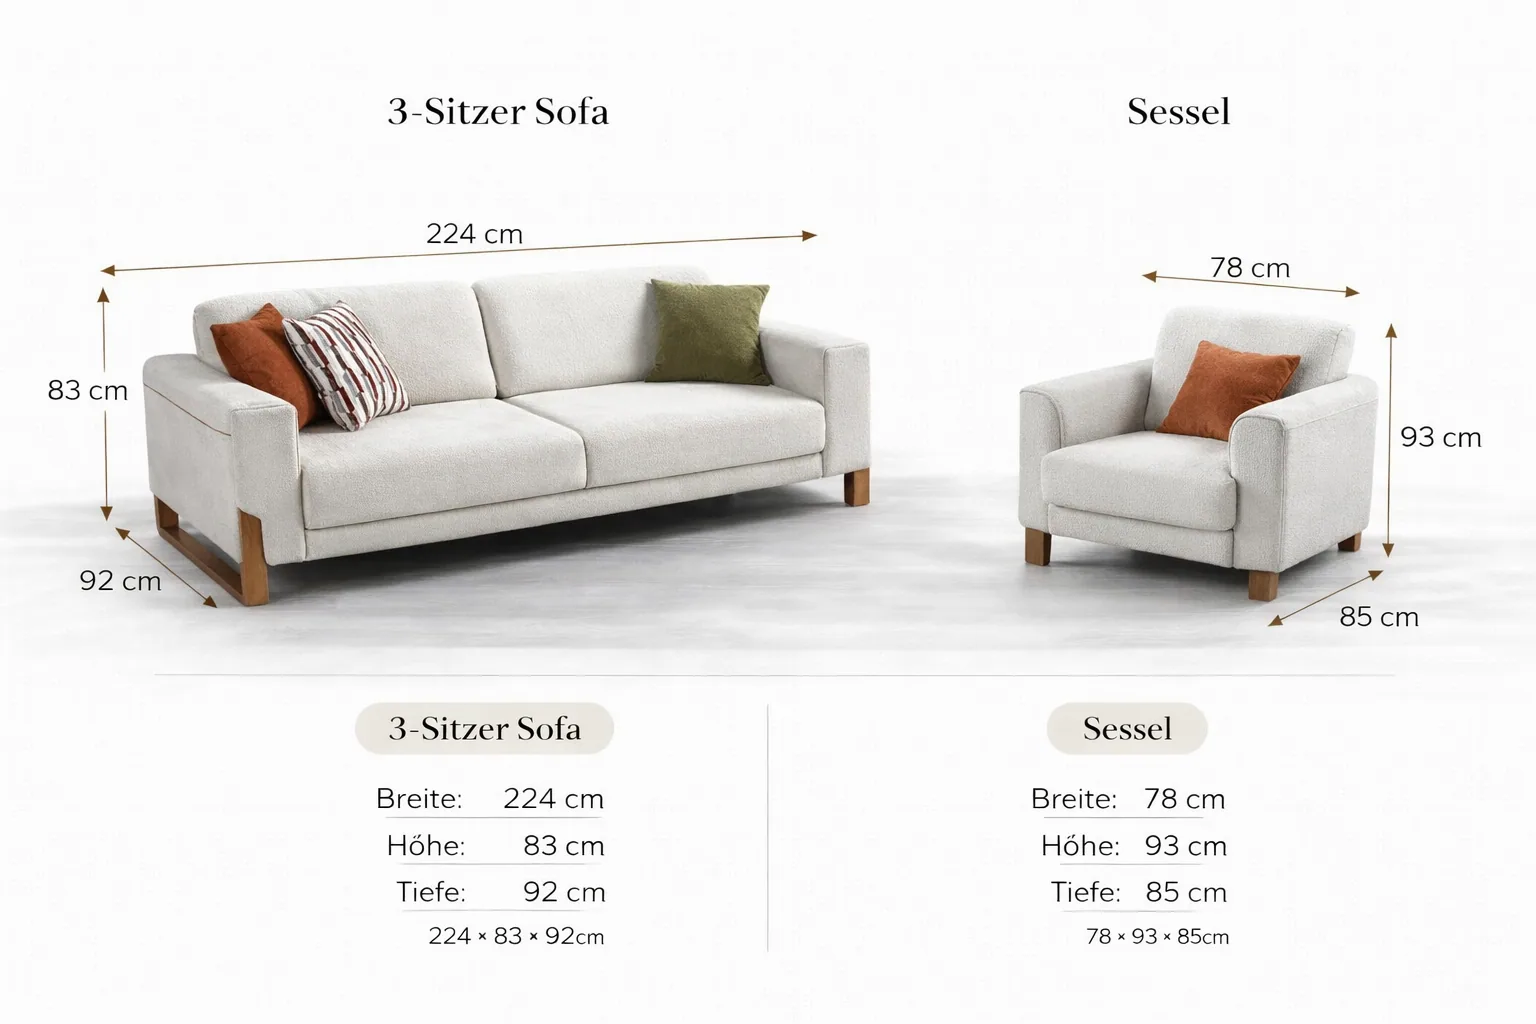 3-Sitzer Sofa
Sessel
224 cm
78 cm
83 cm
93 cm
92 cm
85 cm
3-Sitzer Sofa
Breite: 224 cm
Hőhe: 83 cm
Tiefe: 92 cm
224 × 83 × 92cm
Sessel
Breite: 78 cm
Hőhe: 93 cm
Tiefe: 85 cm
78 × 93 × 85cm